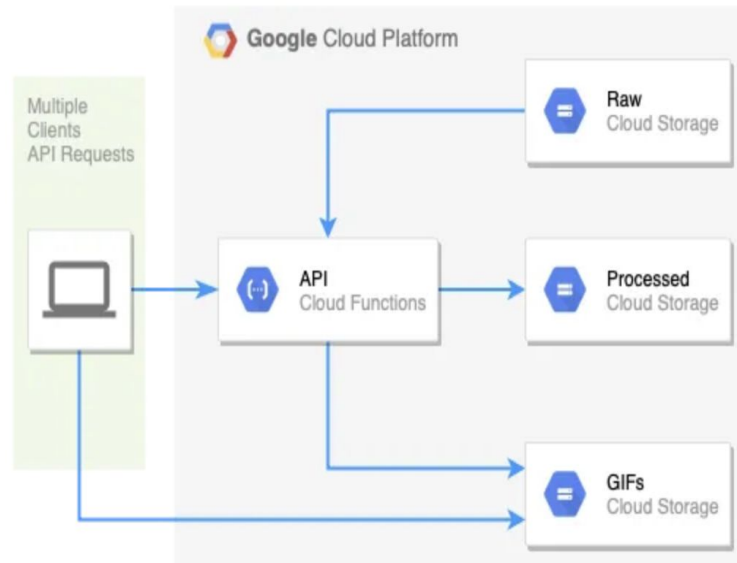 Google Cloud Platform
Multiple
Clients
API Requests
Raw
Cloud Storage
API
Cloud Functions
Processed
Cloud Storage
GIFs
Cloud Storage